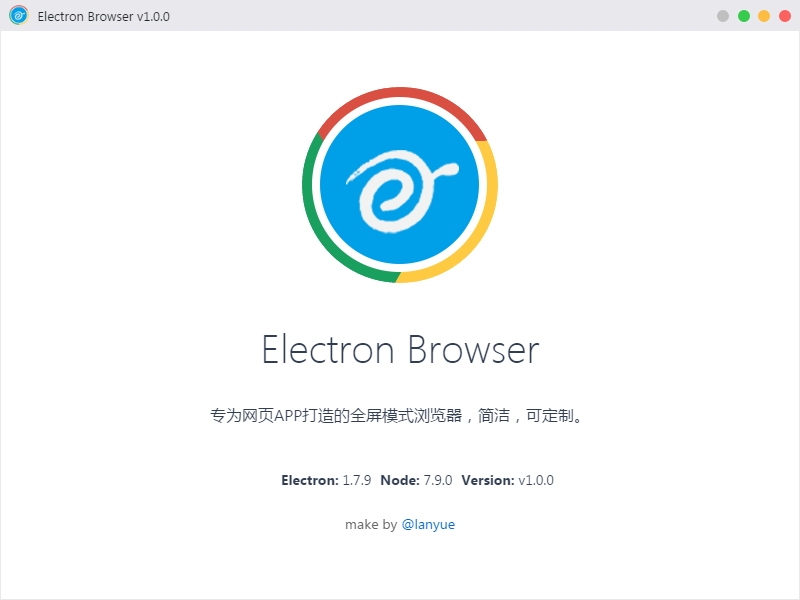 Electron Browser v1.0.0
Electron Browser
专为网页APP打造的全屏模式浏览器，简洁，可定制。
Electron: 1.7.9 Node: 7.9.0 Version: v1.0.0
make by @lanyue